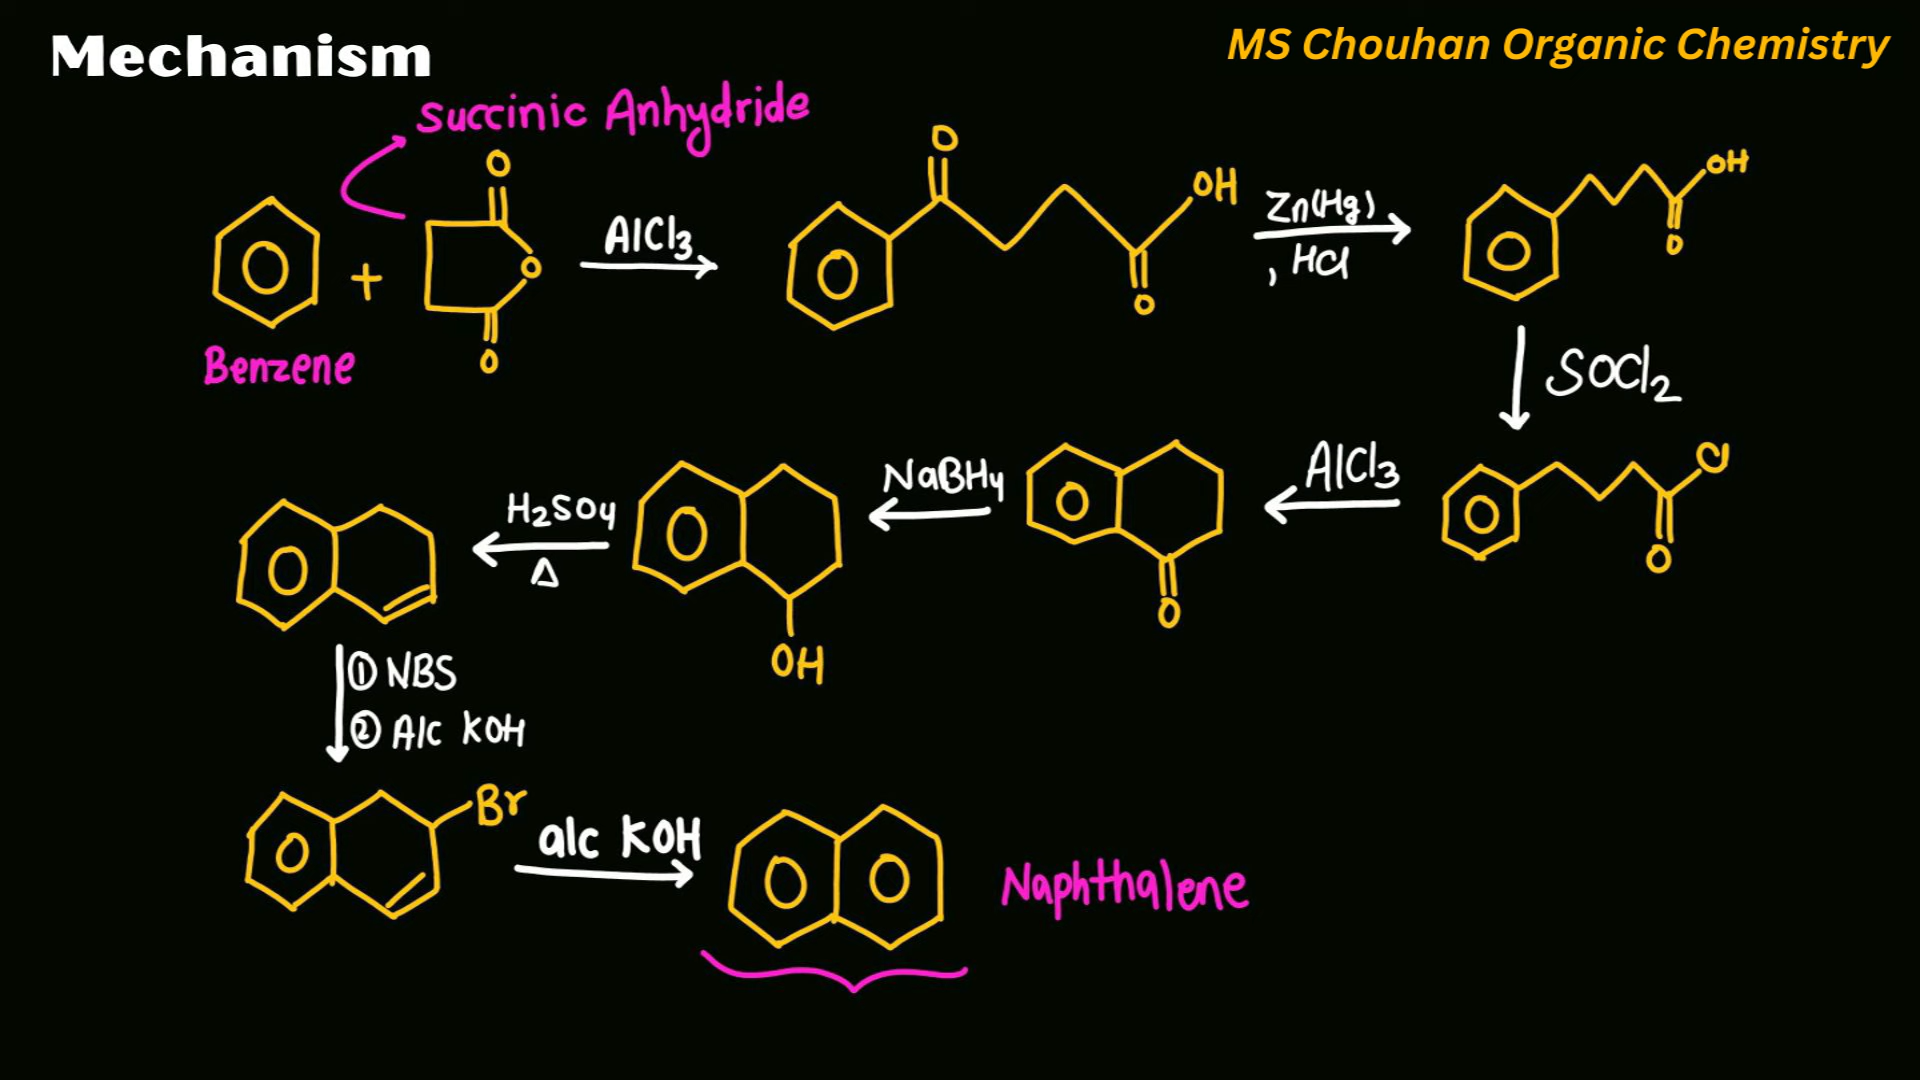 Mechanism
MS Chouhan Organic Chemistry
Succinic Anhydride
O
O
O
+
Benzene
AlCl3
O
OH
O
Zn(Hg)
, HCl
OH
O
SOCl2
Cl
O
AlCl3
O
NaBH4
OH
H2SO4
Δ
① NBS
② Alc KOH
Br
alc KOH
Naphthalene